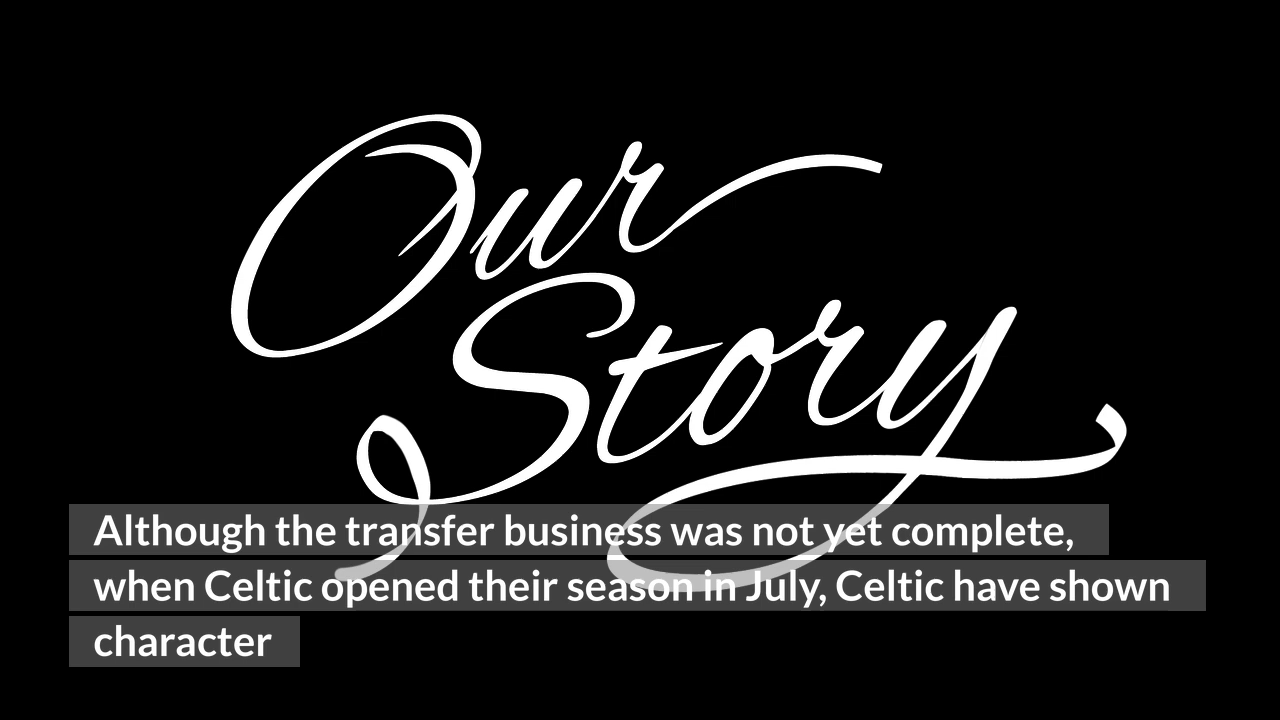 Our
Story
Although the transfer business was not yet complete,
when Celtic opened their season in July, Celtic have shown
character